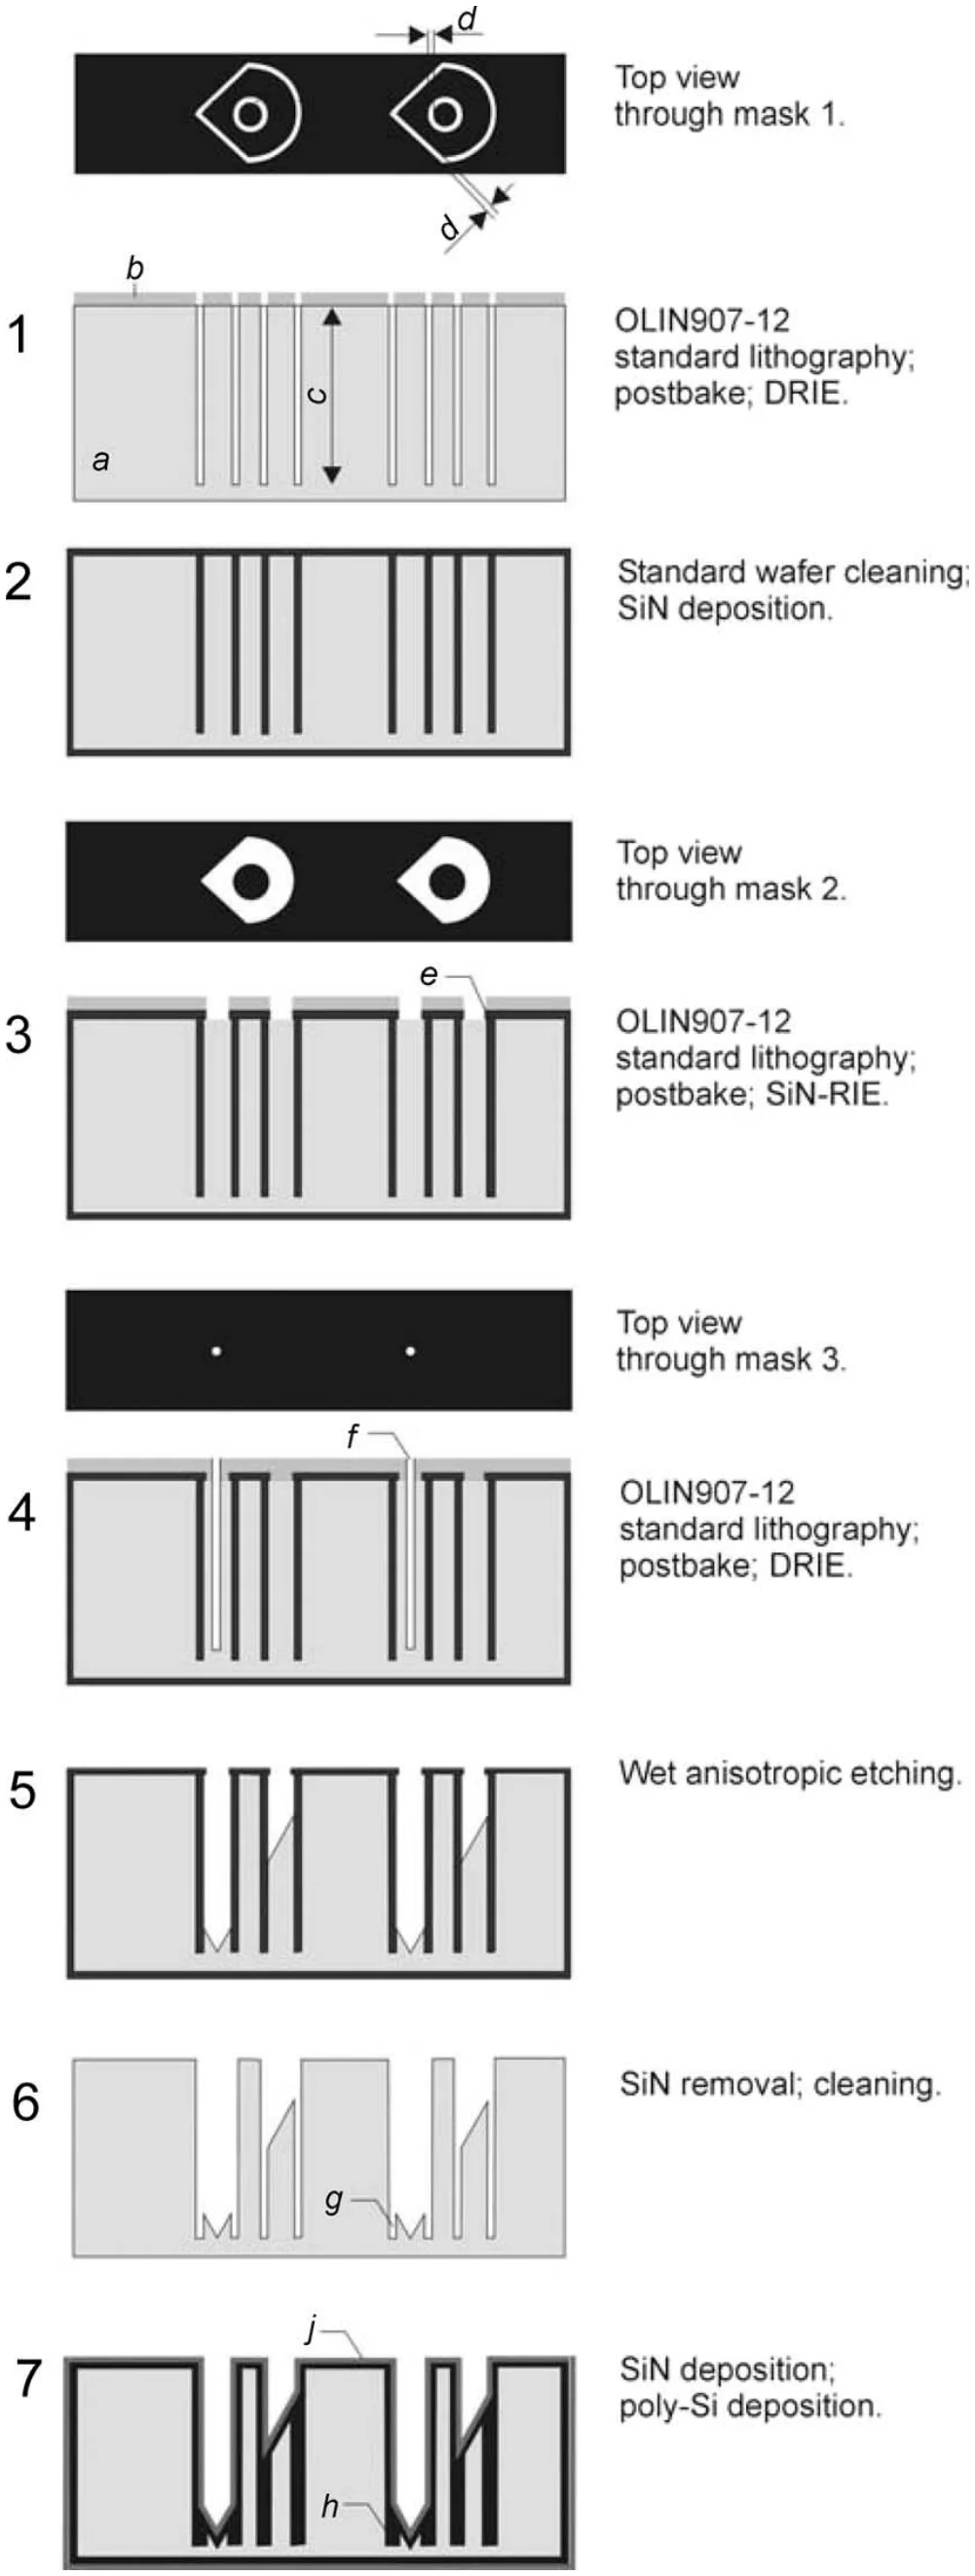 d
Top view
through mask 1.
d
b
1
OLIN907-12
standard lithography;
postbake; DRIE.
c
a
2
Standard wafer cleaning;
SiN deposition.
Top view
through mask 2.
e
3
OLIN907-12
standard lithography;
postbake; SiN-RIE.
Top view
through mask 3.
f
4
OLIN907-12
standard lithography;
postbake; DRIE.
5
Wet anisotropic etching.
6
SiN removal; cleaning.
g
j
7
SiN deposition;
poly-Si deposition.
h